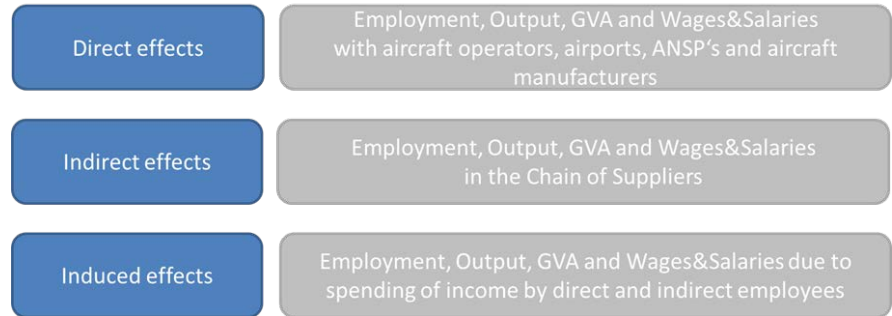 Direct effects
Employment, Output, GVA and Wages&Salaries
with aircraft operators, airports, ANSP‘s and aircraft
manufacturers
Indirect effects
Employment, Output, GVA and Wages&Salaries
in the Chain of Suppliers
Induced effects
Employment, Output, GVA and Wages&Salaries due to
spending of income by direct and indirect employees